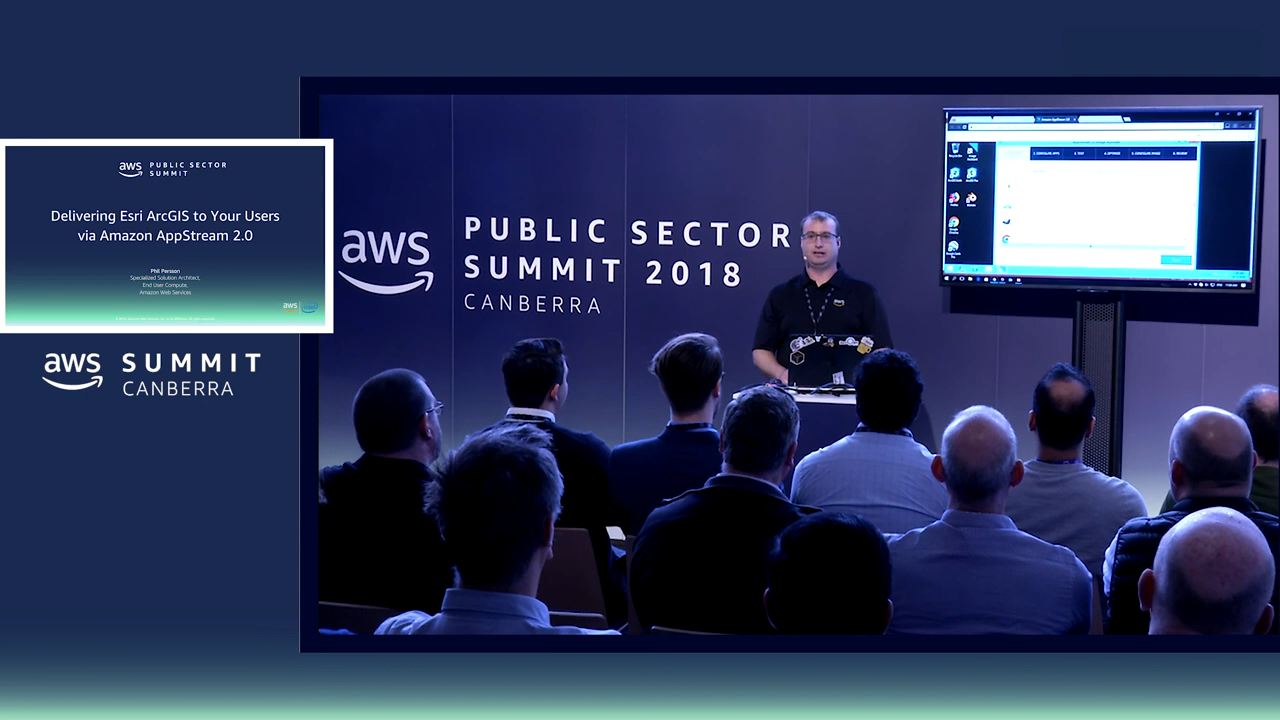 aws PUBLIC SECTOR
SUMMIT
Delivering Esri ArcGIS to Your Users
via Amazon AppStream 2.0
Phil Persson
Specialized Solution Architect,
End User Compute,
Amazon Web Services
aws
aws SUMMIT
CANBERRA
aws PUBLIC SECTOR
SUMMIT 2018
CANBERRA